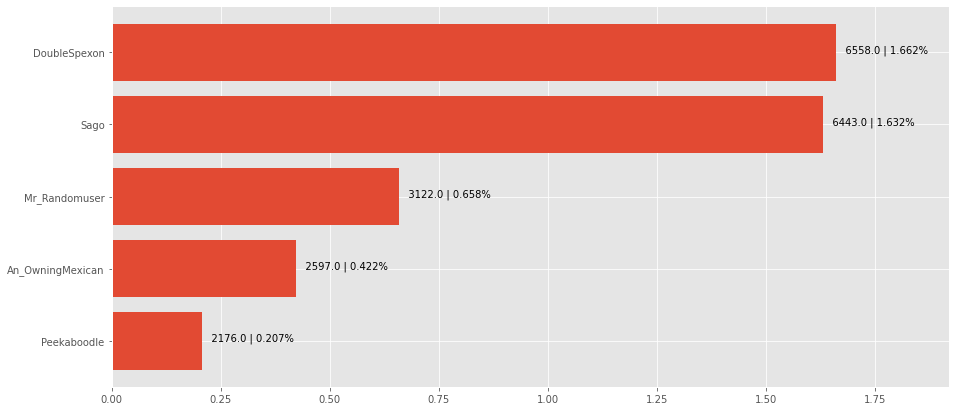 DoubleSpexon 6558.0 | 1.662%
Sago 6443.0 | 1.632%
Mr_Randomuser 3122.0 | 0.658%
An_OwningMexican 2597.0 | 0.422%
Peekaboodle 2176.0 | 0.207%
0.00 0.25 0.50 0.75 1.00 1.25 1.50 1.75